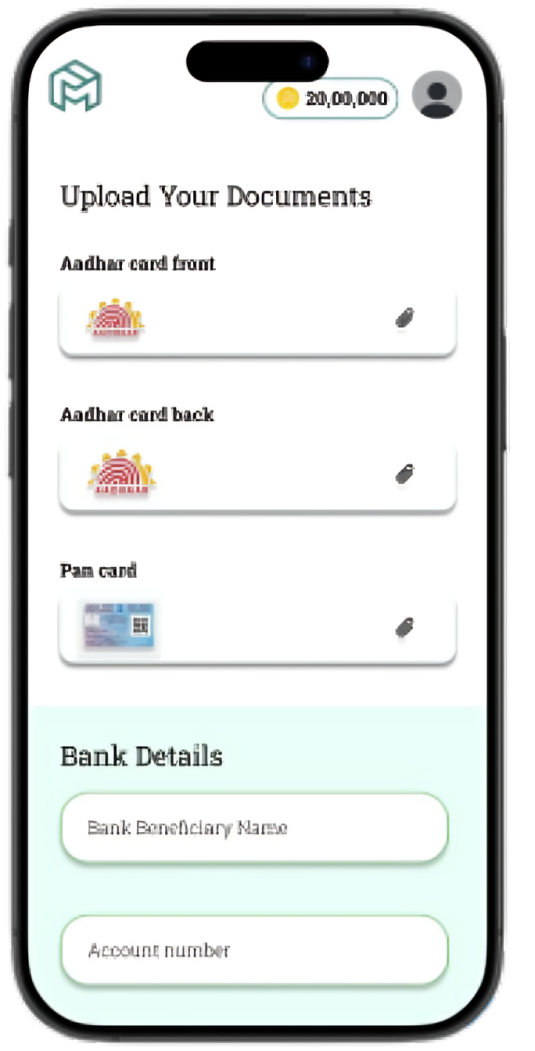 20,00,000
Upload Your Documents
Aadhar card front
AADHAAR
Aadhar card back
AADHAAR
Pan card
Bank Details
Bank Beneficiary Name
Account number